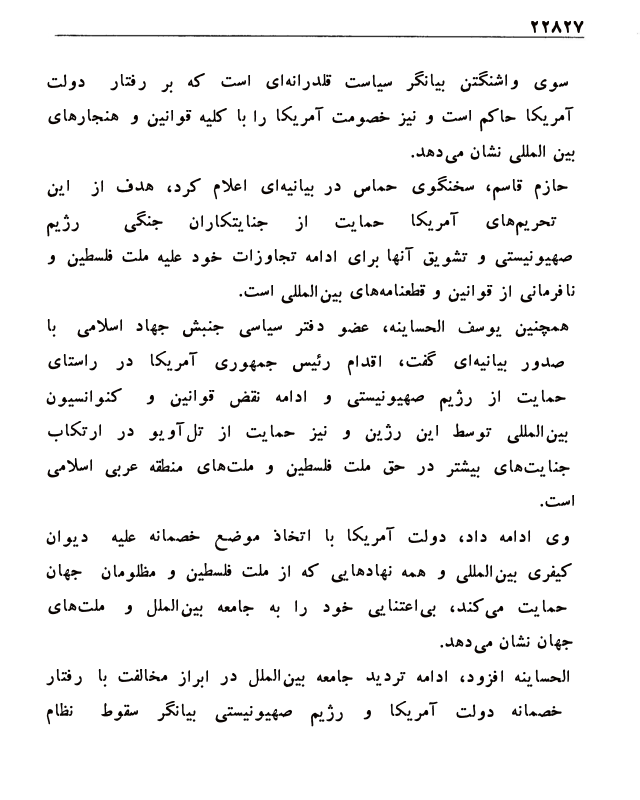 ۲۲۸۲۷
سوی واشنگتن بیانگر سیاست قلدرانه‌ای است که بر رفتار دولت
آمریکا حاکم است و نیز خصومت آمریکا را با کلیه قوانین و هنجارهای
بین المللی نشان می‌دهد.
حازم قاسم، سخنگوی حماس در بیانیه‌ای اعلام کرد، هدف از این
تحریم‌های آمریکا حمایت از جنایتکاران جنگی رژیم
صهیونیستی و تشویق آنها برای ادامه تجاوزات خود علیه ملت فلسطین و
نافرمانی از قوانین و قطعنامه‌های بین‌المللی است.
همچنین یوسف الحساینه، عضو دفتر سیاسی جنبش جهاد اسلامی با
صدور بیانیه‌ای گفت، اقدام رئیس جمهوری آمریکا در راستای
حمایت از رژیم صهیونیستی و ادامه نقض قوانین و کنوانسیون
بین‌المللی توسط این رژین و نیز حمایت از تل‌آویو در ارتکاب
جنایت‌های بیشتر در حق ملت فلسطین و ملت‌های منطقه عربی اسلامی
است.
وی ادامه داد، دولت آمریکا با اتخاذ موضع خصمانه علیه دیوان
کیفری بین‌المللی و همه نهادهایی که از ملت فلسطین و مظلومان جهان
حمایت می‌کند، بی‌اعتنایی خود را به جامعه بین‌الملل و ملت‌های
جهان نشان می‌دهد.
الحساینه افزود، ادامه تردید جامعه بین‌الملل در ابراز مخالفت با رفتار
خصمانه دولت آمریکا و رژیم صهیونیستی بیانگر سقوط نظام